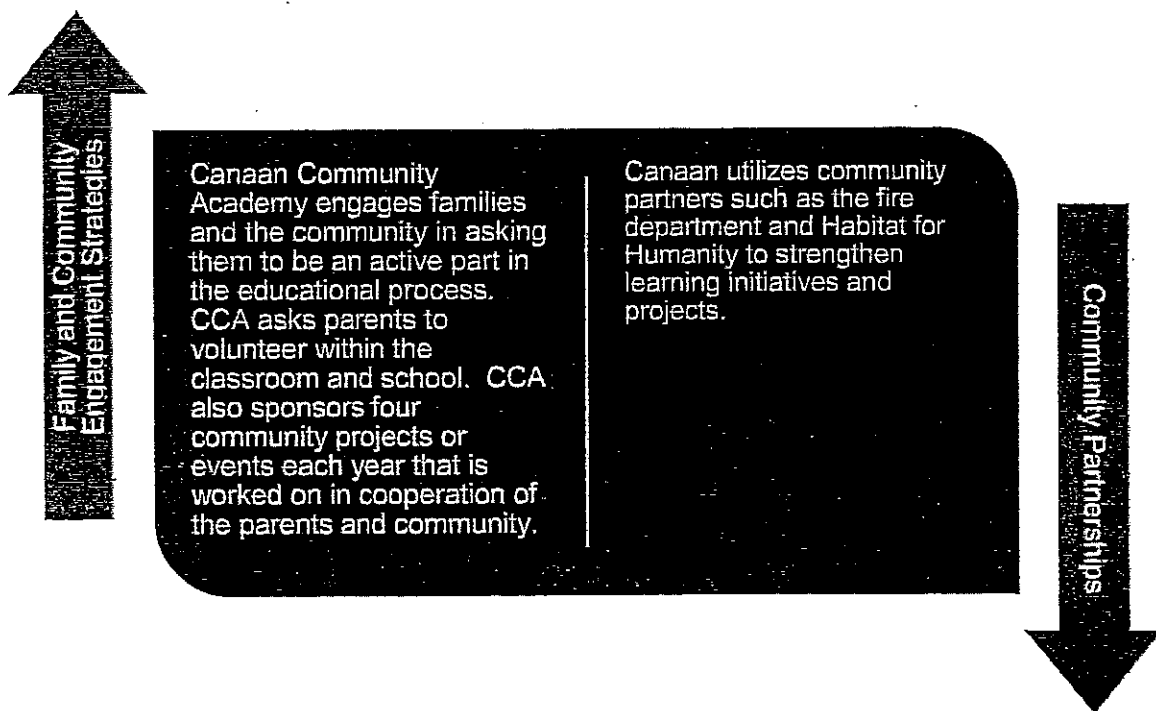 Family and Community
Engagement Strategies
Canaan Community
Academy engages families
and the community in asking
them to be an active part in
the educational process.
CCA asks parents to
volunteer within the
classroom and school.  CCA
also sponsors four
community projects or
events each year that is
worked on in cooperation of
the parents and community.
Canaan utilizes community
partners such as the fire
department and Habitat for
Humanity to strengthen
learning initiatives and
projects.
Community Partnerships